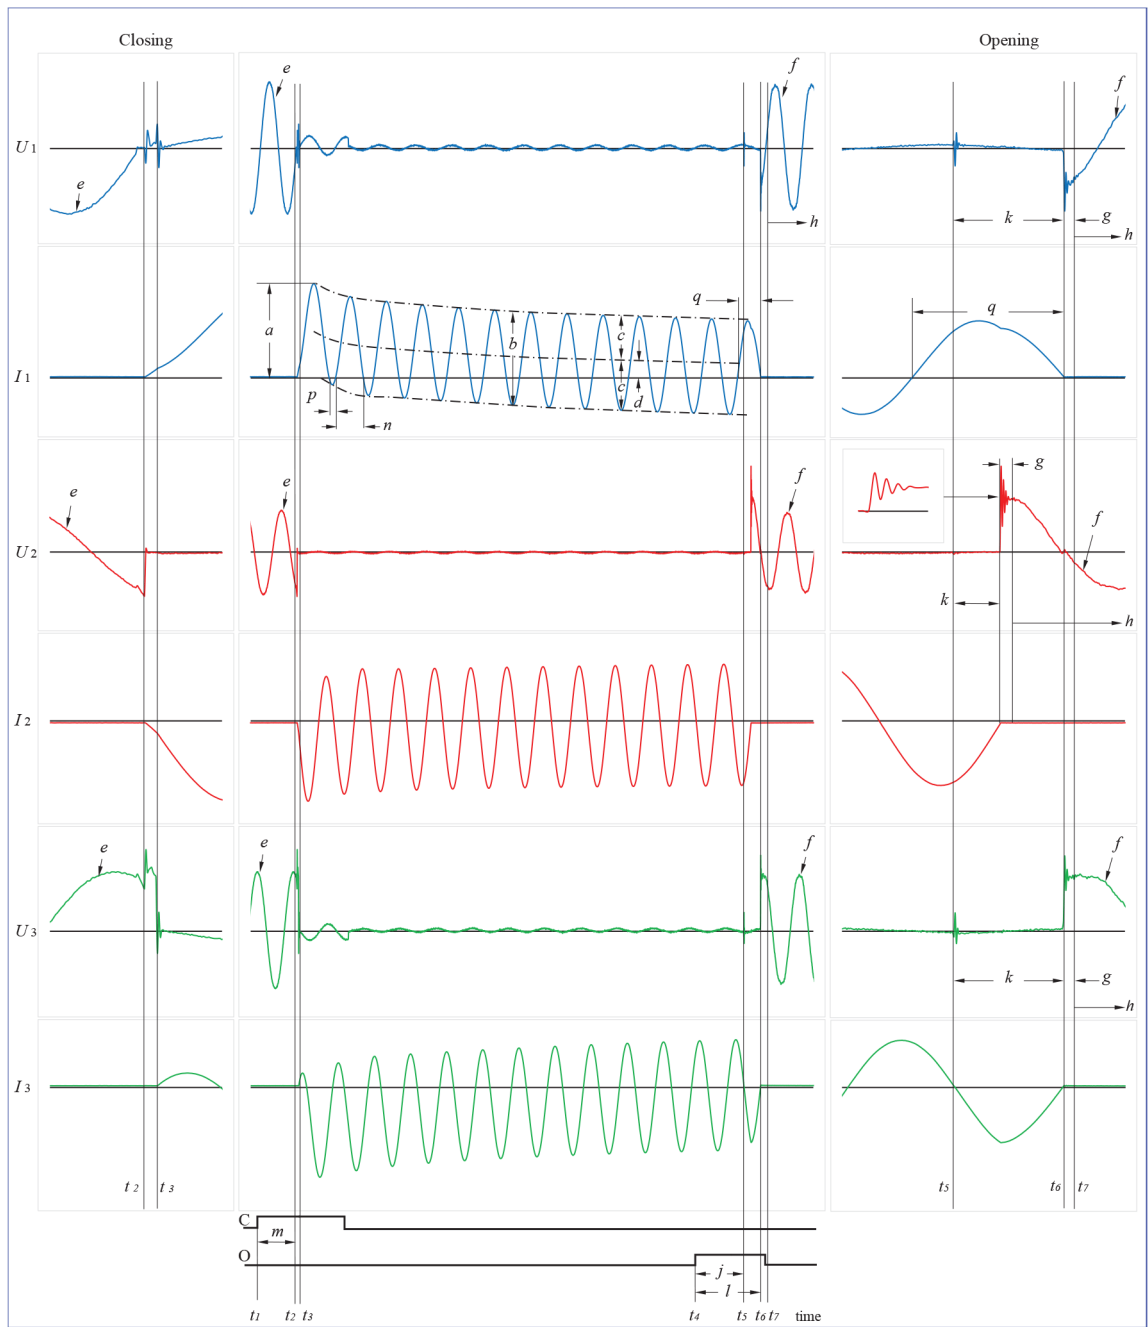 Closing Opening
e f
e f
U1
e
k g
h h
q q
a c
b
I1
c
p d
n
g
e e f
f
U2
k
h
I2
e e f f
U3
k g
h
I3
t2 t3 t5 t6 t7
C
m
O
j
l
t1 t2 t3 t4 t5 t6 t7 time